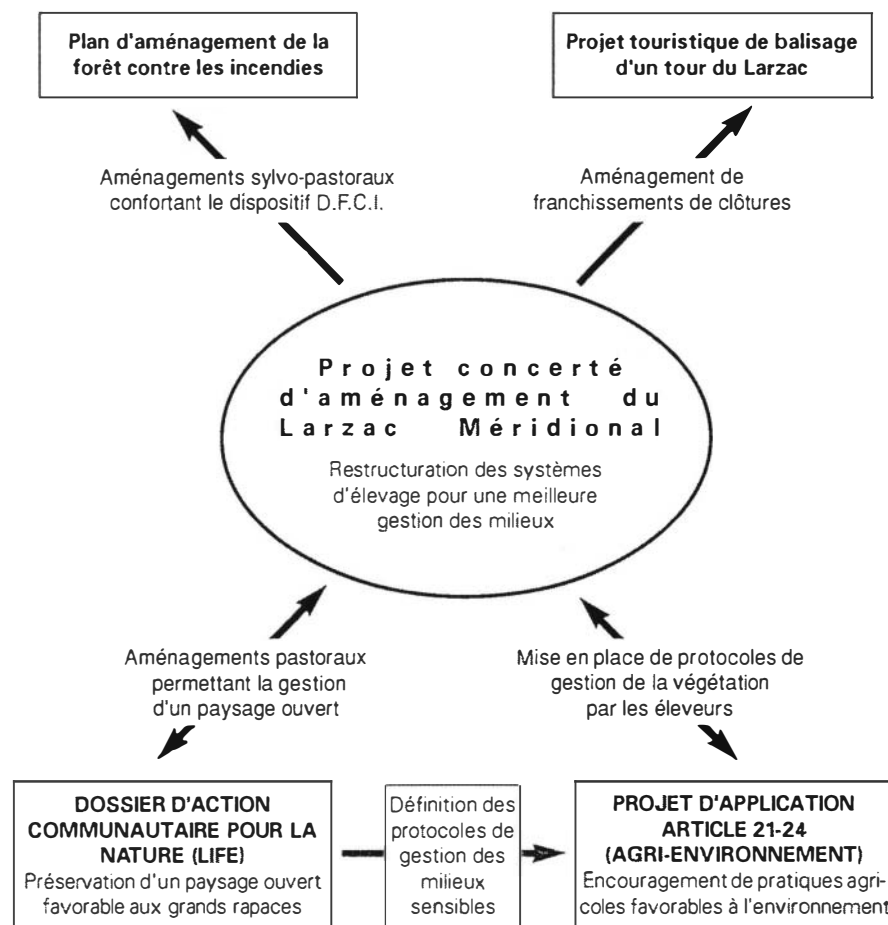 Plan d'aménagement de la
forêt contre les incendies
Projet touristique de balisage
d'un tour du Larzac
Aménagements sylvo-pastoraux
confortant le dispositif D.F.C.I.
Aménagement de
franchissements de clôtures
Projet concerté
d'aménagement du
Larzac Méridional
Restructuration des systèmes
d'élevage pour une meilleure
gestion des milieux
Aménagements pastoraux
permettant la gestion
d'un paysage ouvert
Mise en place de protocoles de
gestion de la végétation
par les éleveurs
DOSSIER D'ACTION
COMMUNAUTAIRE POUR LA
NATURE (LIFE)
Préservation d'un paysage ouvert
favorable aux grands rapaces
Définition des
protocoles de
gestion des
milieux
sensibles
PROJET D'APPLICATION
ARTICLE 21-24
(AGRI-ENVIRONNEMENT)
Encouragement de pratiques agri-
coles favorables à l'environnement